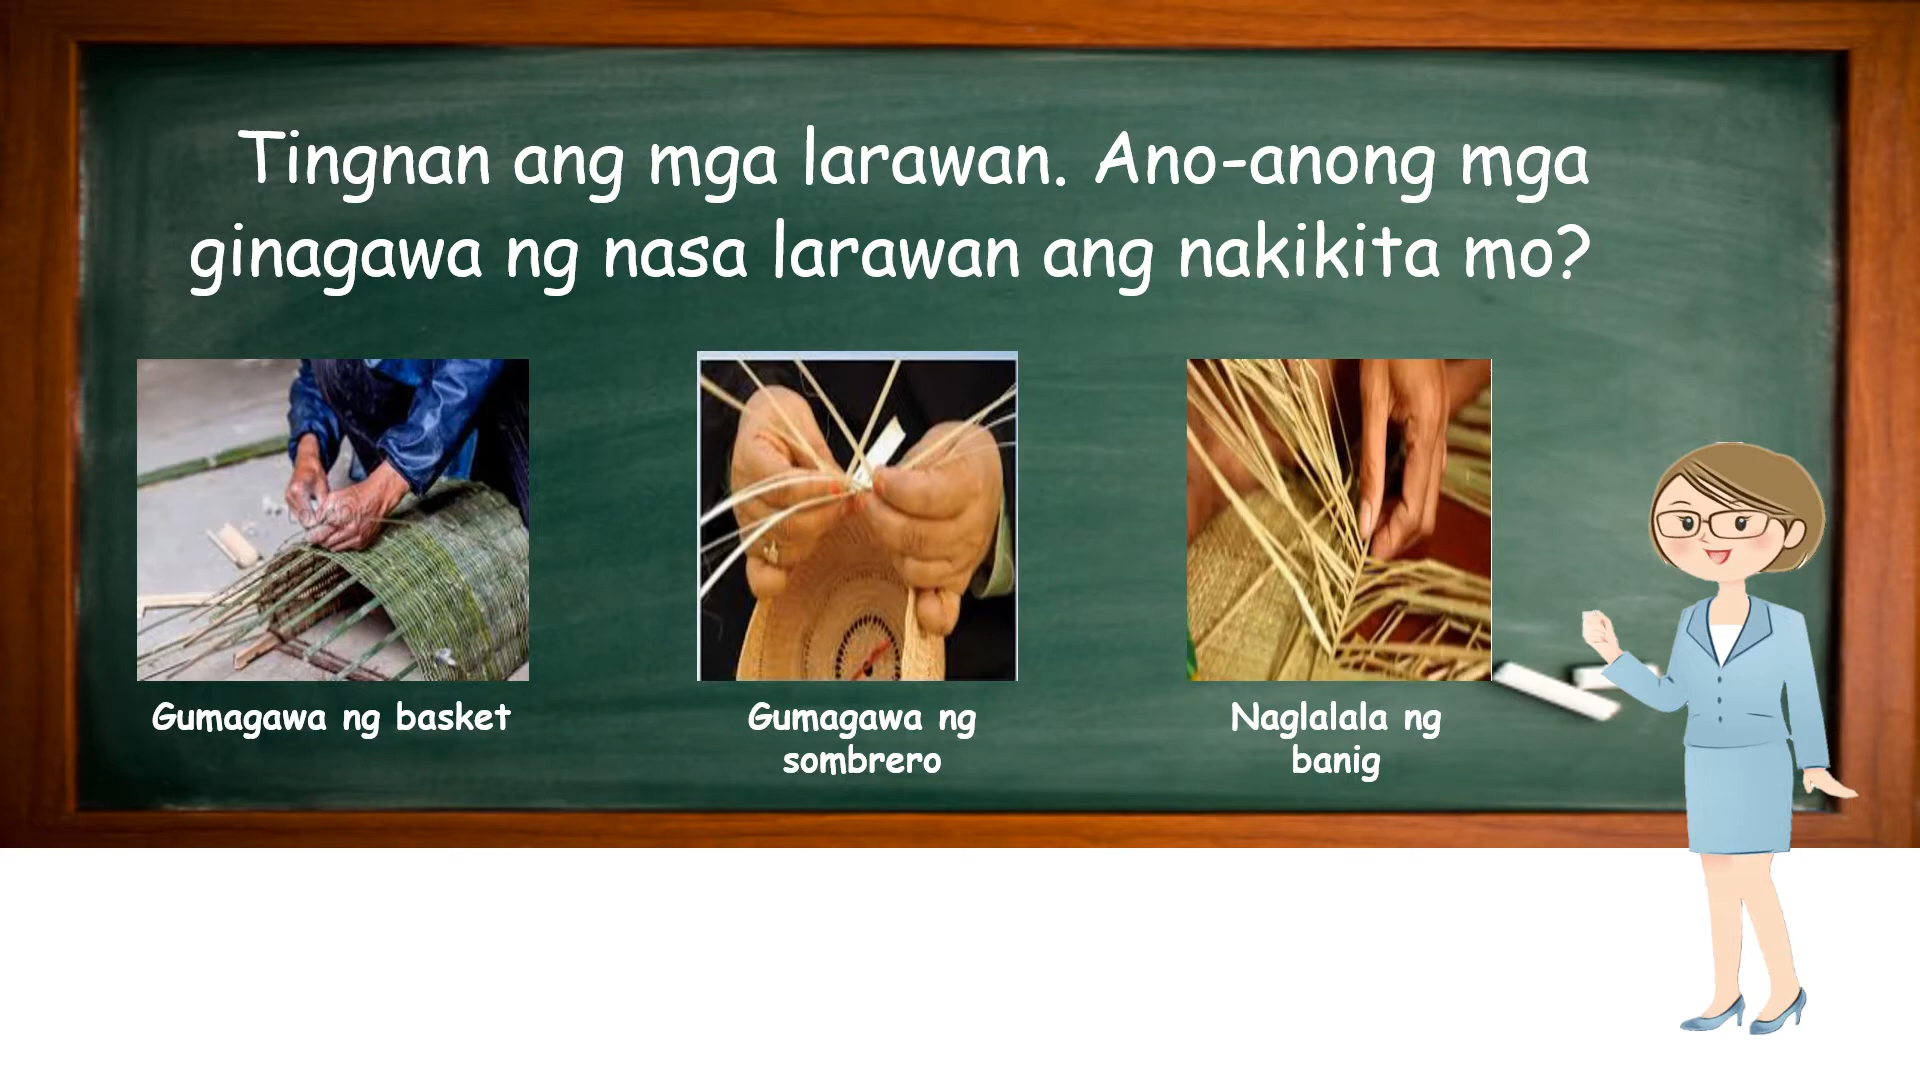 Tingnan ang mga larawan. Ano-anong mga
ginagawa ng nasa larawan ang nakikita mo?
Gumagawa ng basket
Gumagawa ng
sombrero
Naglalala ng
banig